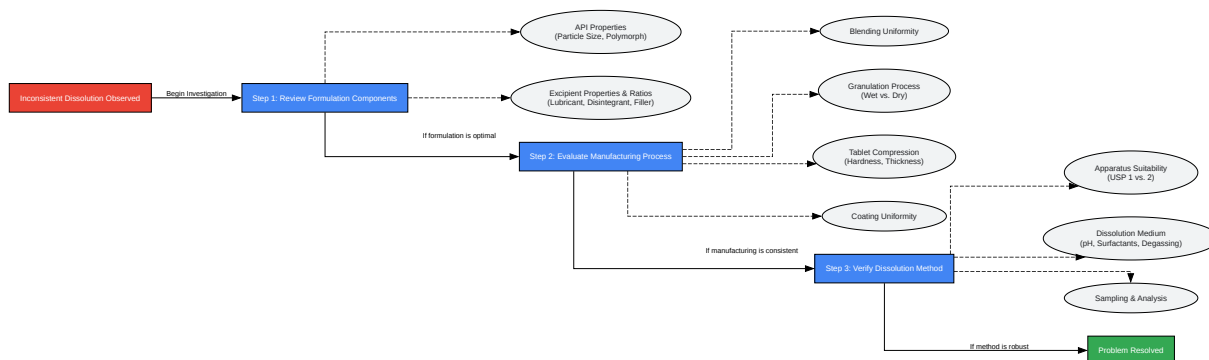 Inconsistent Dissolution Observed
Begin Investigation
Step 1: Review Formulation Components
API Properties
(Particle Size, Polymorph)
Excipient Properties & Ratios
(Lubricant, Disintegrant, Filler)
If formulation is optimal
Step 2: Evaluate Manufacturing Process
Blending Uniformity
Granulation Process
(Wet vs. Dry)
Tablet Compression
(Hardness, Thickness)
Coating Uniformity
If manufacturing is consistent
Step 3: Verify Dissolution Method
Apparatus Suitability
(USP 1 vs. 2)
Dissolution Medium
(pH, Surfactants, Degassing)
Sampling & Analysis
If method is robust
Problem Resolved